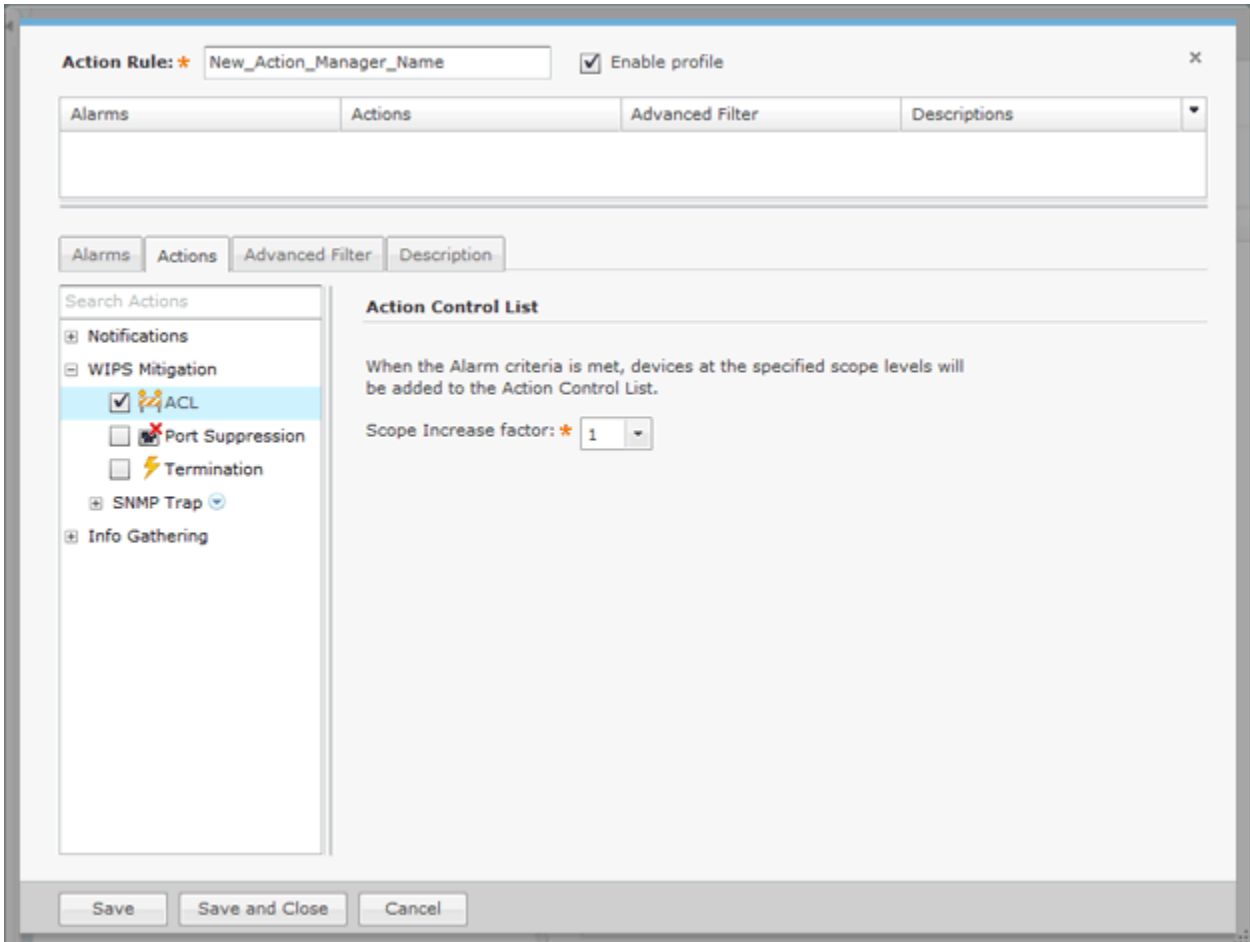 Action Rule: * New_Action_Manager_Name Enable profile
Alarms Actions Advanced Filter Descriptions
Alarms Actions Advanced Filter Description
Search Actions
Action Control List
Notifications
WIPS Mitigation
When the Alarm criteria is met, devices at the specified scope levels will
be added to the Action Control List.
ACL
Scope Increase factor: * 1
Port Suppression
Termination
SNMP Trap
Info Gathering
Save Save and Close Cancel